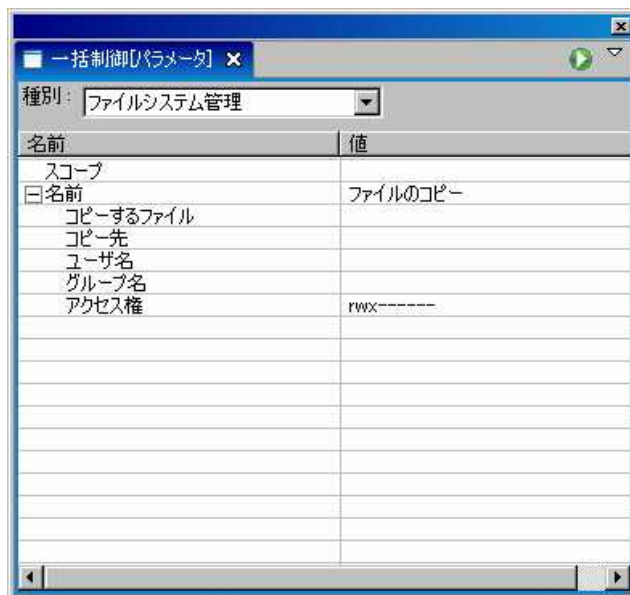 一括制御[パラメータ]
種別: ファイルシステム管理
名前 値
スコープ
名前 ファイルのコピー
コピーするファイル
コピー先
ユーザ名
グループ名
アクセス権 rwx------